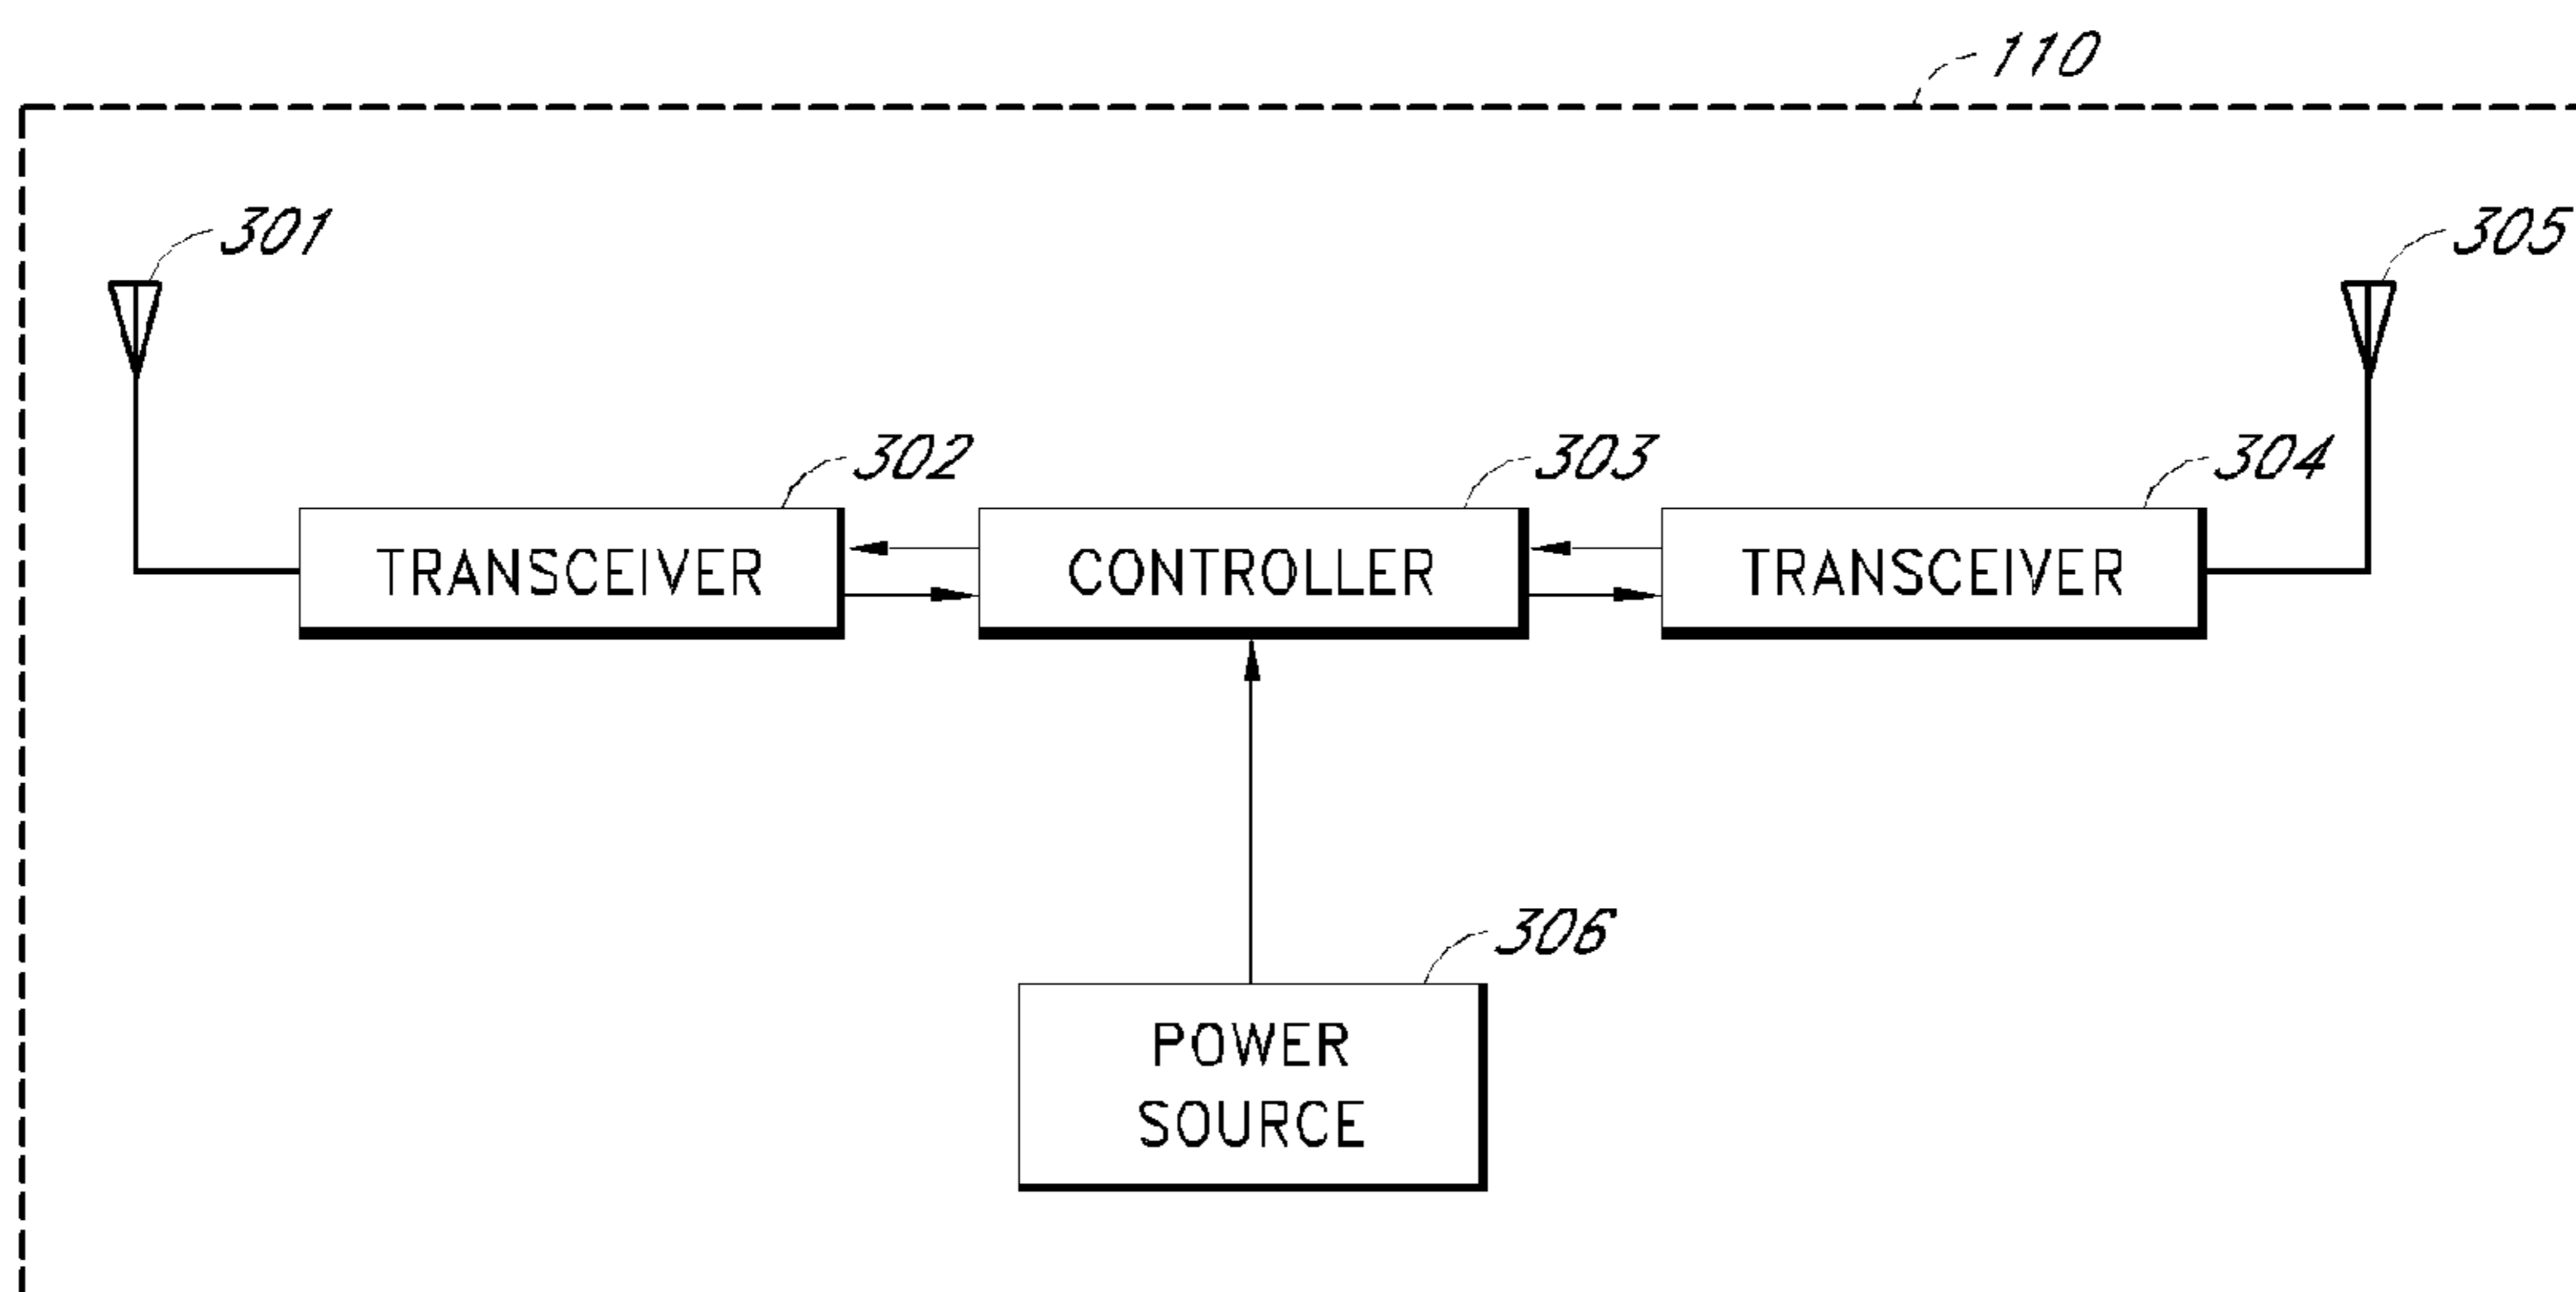 110
301
305
302
303
304
TRANSCEIVER
CONTROLLER
TRANSCEIVER
306
POWER
SOURCE